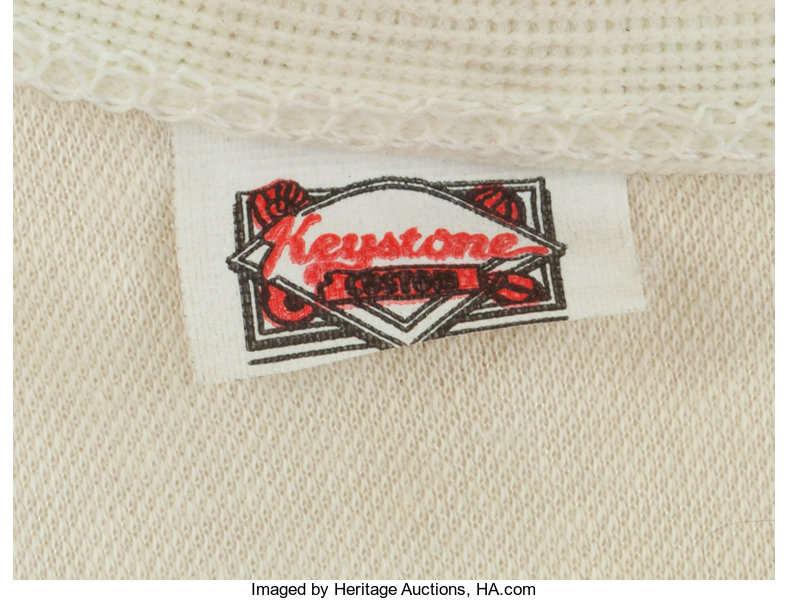 Keystone
CUSTOM
Imaged by Heritage Auctions, HA.com